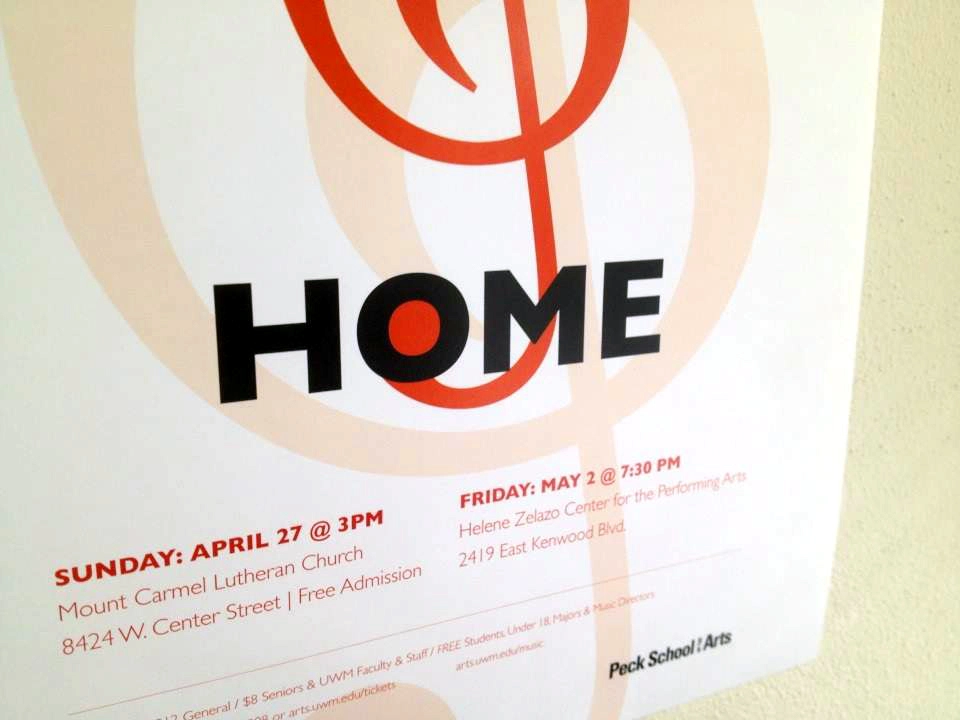 HOME
SUNDAY: APRIL 27 @ 3PM
Mount Carmel Lutheran Church
8424 W. Center Street | Free Admission
FRIDAY: MAY 2 @ 7:30 PM
Helene Zelazo Center for the Performing Arts
2419 East Kenwood Blvd.
General / $8 Seniors & UWM Faculty & Staff / FREE Students, Under 18, Majors & Music Directors
or arts.uwm.edu/tickets
arts.uwm.edu/music
Peck School of the Arts